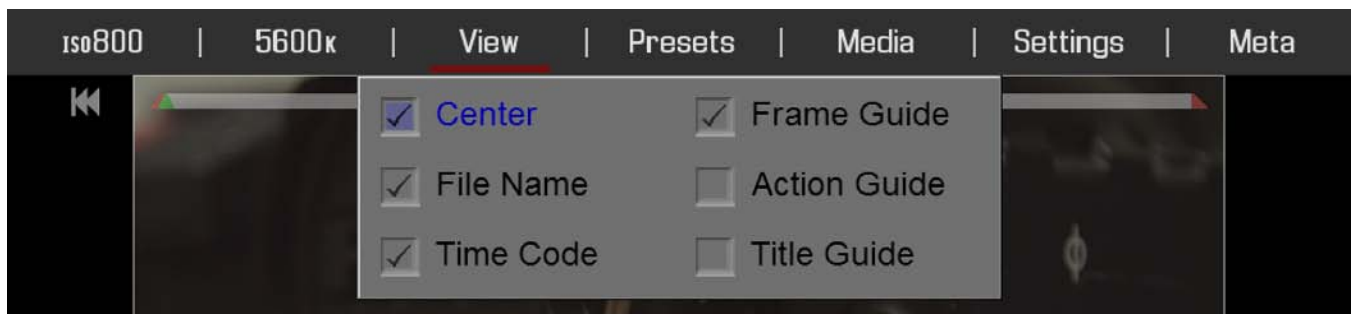 ISO800 | 5600K | View | Presets | Media | Settings | Meta
Center Frame Guide
File Name Action Guide
Time Code Title Guide